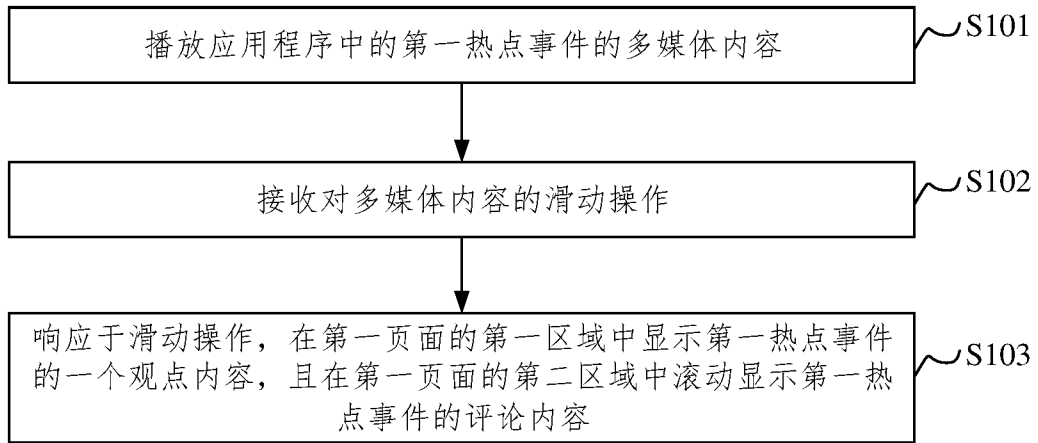 播放应用程序中的第一热点事件的多媒体内容
S101
接收对多媒体内容的滑动操作
S102
响应于滑动操作，在第一页面的第一区域中显示第一热点事件
的一个观点内容，且在第一页面的第二区域中滚动显示第一热
点事件的评论内容
S103